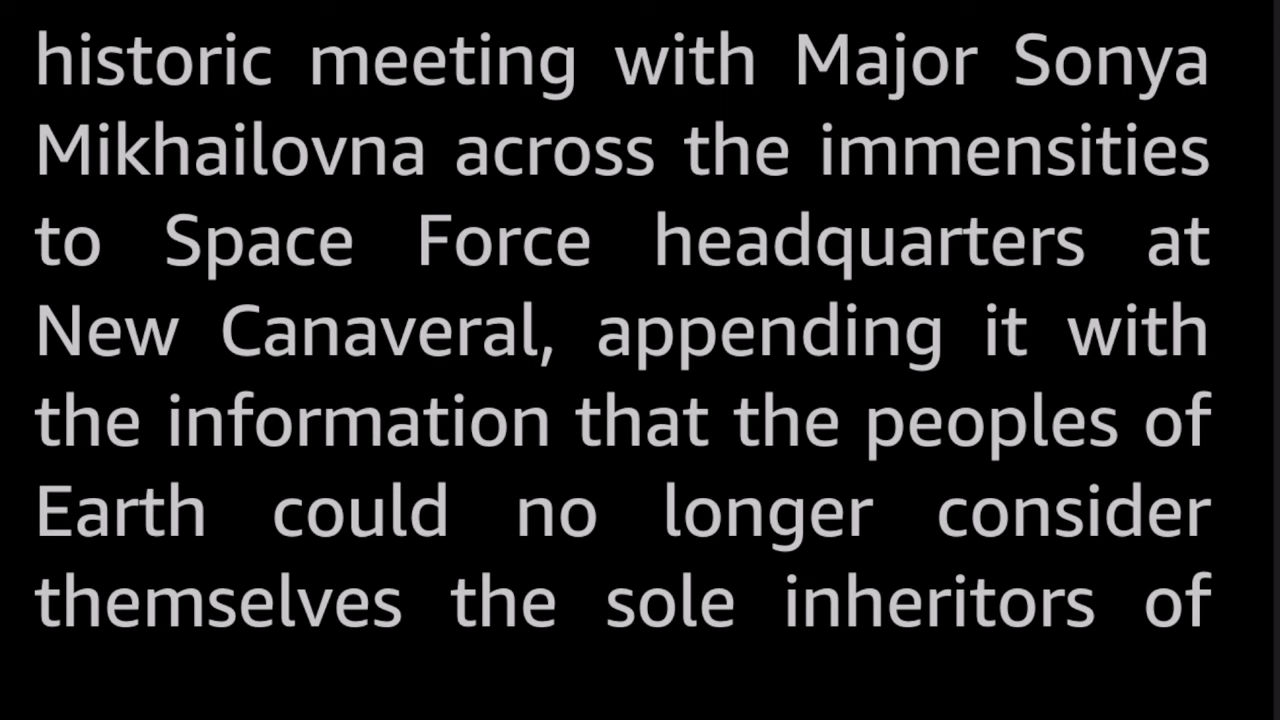 historic meeting with Major Sonya
Mikhailovna across the immensities
to Space Force headquarters at
New Canaveral, appending it with
the information that the peoples of
Earth could no longer consider
themselves the sole inheritors of